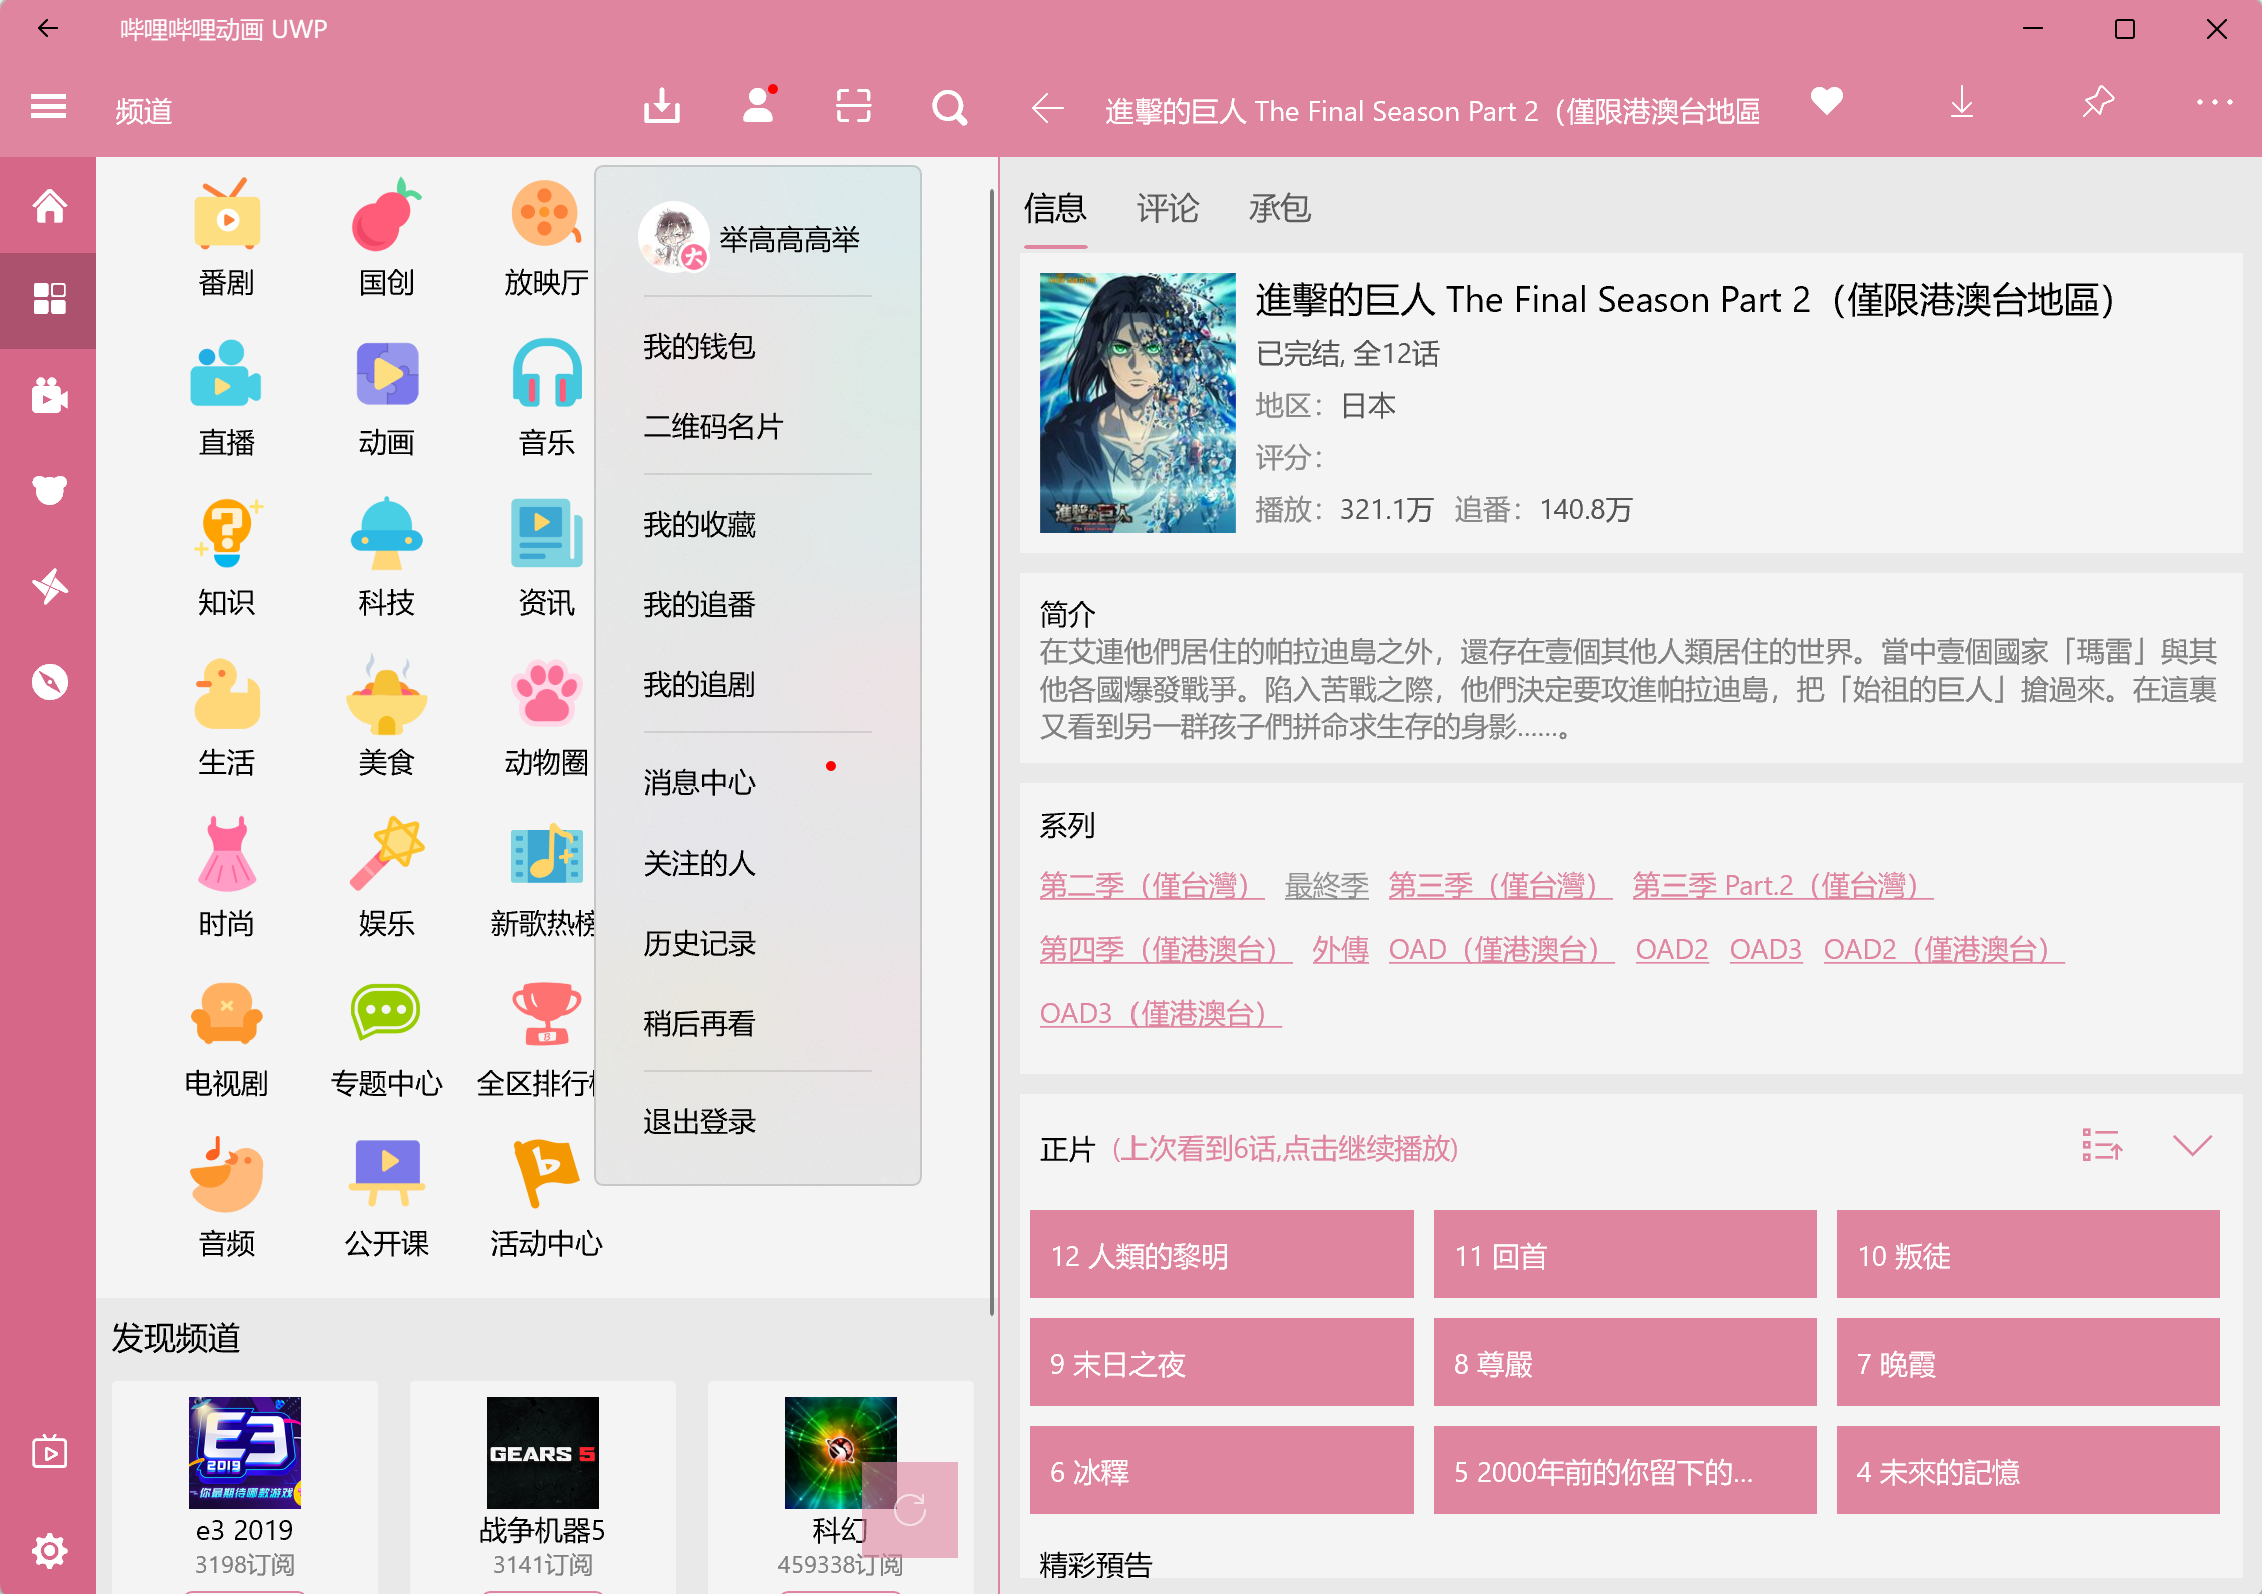 哔哩哔哩动画 UWP
频道
進擊的巨人 The Final Season Part 2（僅限港澳台地區
番剧
国创
放映厅
直播
动画
音乐
知识
科技
资讯
生活
美食
动物圈
时尚
娱乐
新歌热榜
电视剧
专题中心
全区排行
音频
公开课
活动中心
大
举高高高举
我的钱包
二维码名片
我的收藏
我的追番
我的追剧
消息中心
关注的人
历史记录
稍后再看
退出登录
发现频道
E3
2019
你最期待哪款游戏
e3 2019
3198订阅
GEARS 5
战争机器5
3141订阅
科幻
459338订阅
信息
评论
承包
進撃的巨人
The Final Season
進擊的巨人 The Final Season Part 2（僅限港澳台地區）
已完结, 全12话
地区：日本
评分：
播放：321.1万 追番：140.8万
简介
在艾連他們居住的帕拉迪島之外，還存在壹個其他人類居住的世界。當中壹個國家「瑪雷」與其
他各國爆發戰爭。陷入苦戰之際，他們決定要攻進帕拉迪島，把「始祖的巨人」搶過來。在這裏
又看到另一群孩子們拼命求生存的身影……。
系列
第二季（僅台灣） 最終季 第三季（僅台灣） 第三季 Part.2（僅台灣）
第四季（僅港澳台） 外傳 OAD（僅港澳台） OAD2 OAD3 OAD2（僅港澳台）
OAD3（僅港澳台）
正片 (上次看到6话,点击继续播放)
12 人類的黎明
11 回首
10 叛徒
9 末日之夜
8 尊嚴
7 晚霞
6 冰釋
5 2000年前的你留下的...
4 未來的記憶
精彩預告